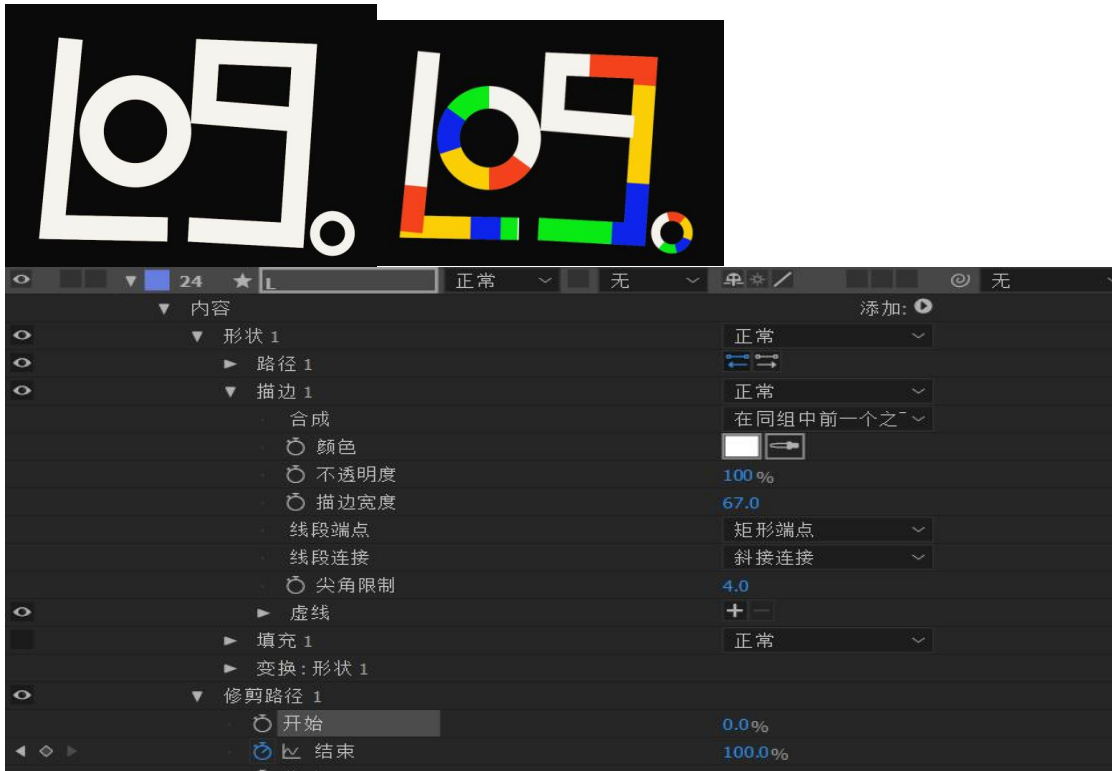 Log.
Log.
24 L 正常 无 无
内容 添加:
形状 1 正常
路径 1
描边 1 正常
合成 在同组中前一个之
颜色
不透明度 100 %
描边宽度 67.0
线段端点 矩形端点
线段连接 斜接连接
尖角限制 4.0
虚线
填充 1 正常
变换: 形状 1
修剪路径 1
开始 0.0%
结束 100.0%